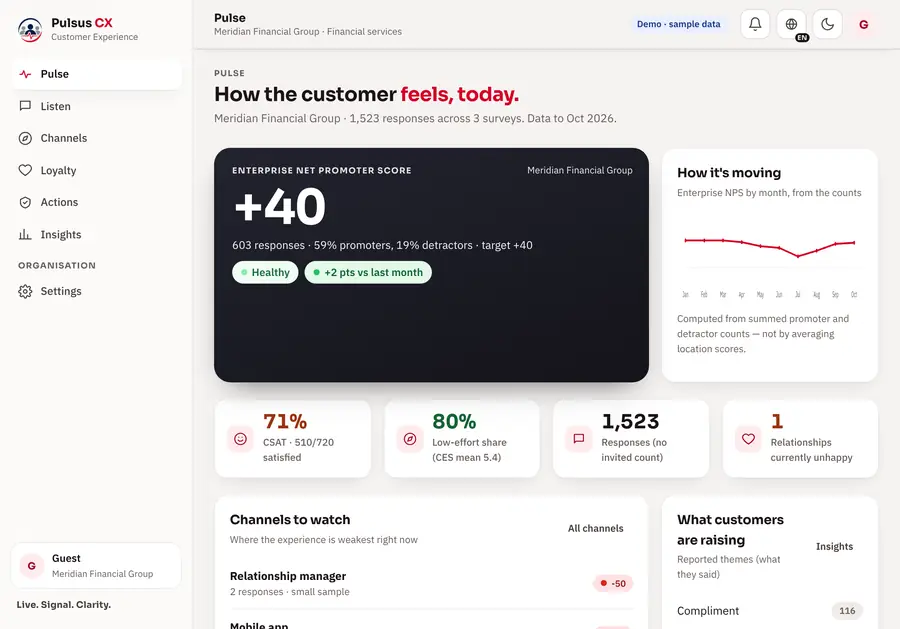 Pulsus CX
Customer Experience
Pulse
Listen
Channels
Loyalty
Actions
Insights
ORGANISATION
Settings
G
Guest
Meridian Financial Group
Live. Signal. Clarity.
Pulse
Meridian Financial Group · Financial services
Demo · sample data
EN
G
PULSE
How the customer feels, today.
Meridian Financial Group · 1,523 responses across 3 surveys. Data to Oct 2026.
ENTERPRISE NET PROMOTER SCORE
Meridian Financial Group
+40
603 responses · 59% promoters, 19% detractors · target +40
Healthy
+2 pts vs last month
How it's moving
Enterprise NPS by month, from the counts
Jan Feb Mar Apr May Jun Jul Aug Sep Oct
Computed from summed promoter and
detractor counts — not by averaging
location scores.
71%
CSAT · 510/720
satisfied
80%
Low-effort share
(CES mean 5.4)
1,523
Responses (no
invited count)
1
Relationships
currently unhappy
Channels to watch
Where the experience is weakest right now
All channels
Relationship manager
2 responses · small sample
-50
Mobile app
What customers
are raising
Reported themes (what
they said)
Insights
Compliment
116